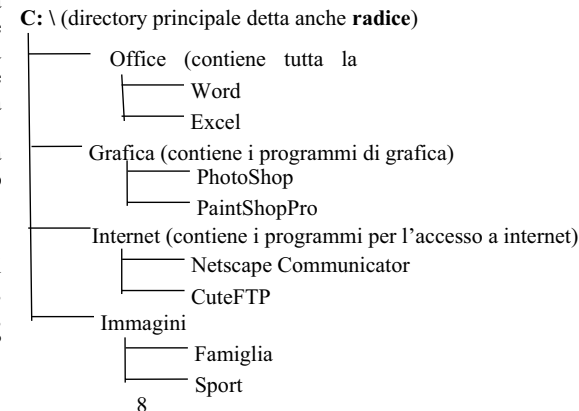 C: \ (directory principale detta anche radice)
Office (contiene tutta la
Word
Excel
Grafica (contiene i programmi di grafica)
PhotoShop
PaintShopPro
Internet (contiene i programmi per l'accesso a internet)
Netscape Communicator
CuteFTP
Immagini
Famiglia
Sport
8